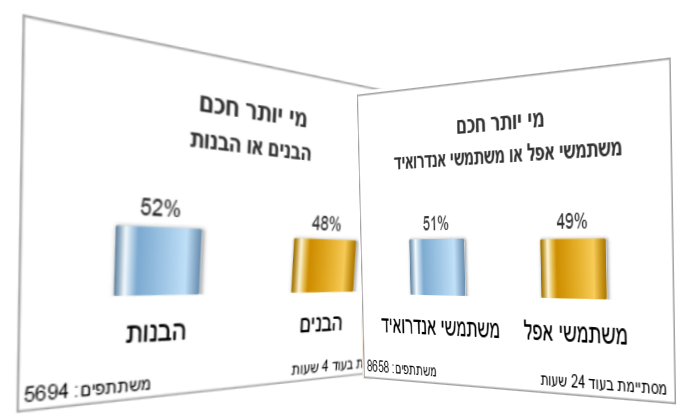 מי יותר חכם
הבנים או הבנות
52%
48%
הבנות
הבנים
בעוד 4 שעות
משתתפים: 5694
מי יותר חכם
משתמשי אפל או משתמשי אנדרואיד
51%
49%
משתמשי אנדרואיד
משתמשי אפל
משתתפים: 8658
מסתיימת בעוד 24 שעות